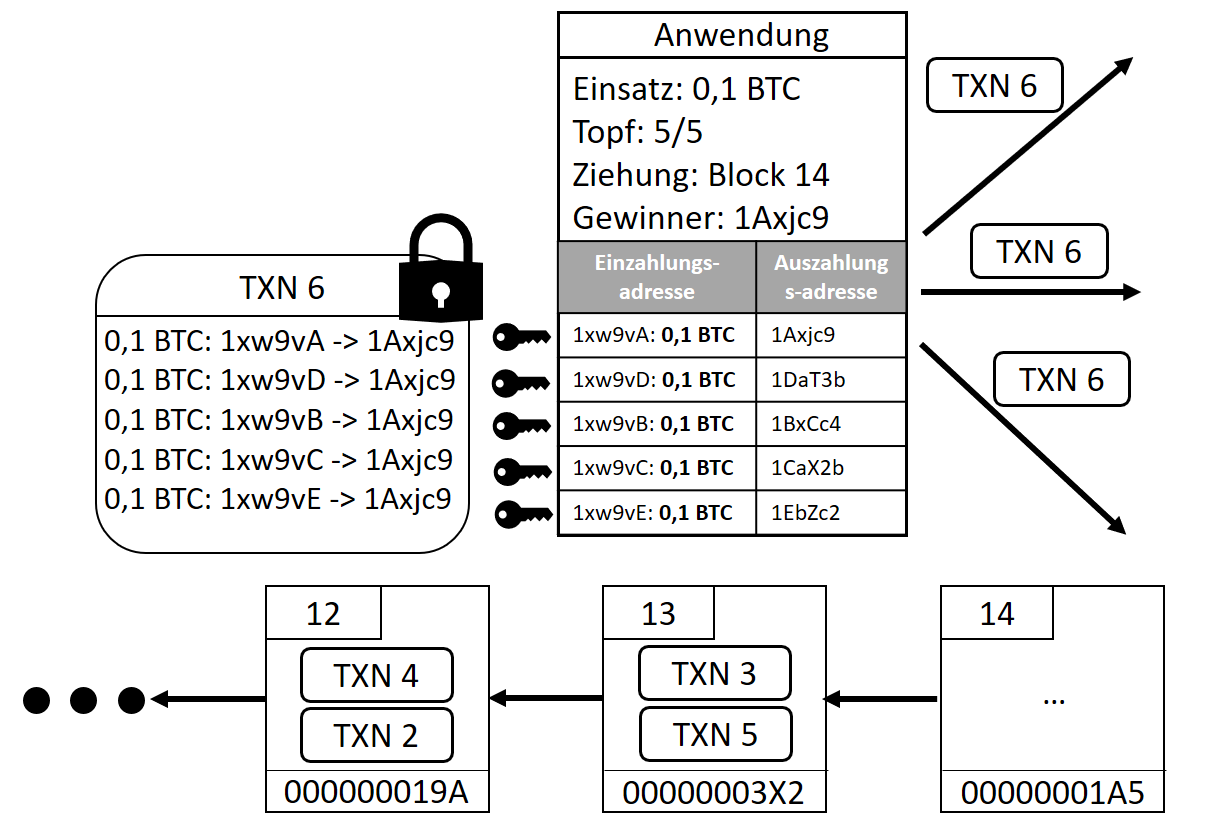 Anwendung
Einsatz: 0,1 BTC
Topf: 5/5
Ziehung: Block 14
Gewinner: 1Axjc9
Einzahlungs-
adresse
Auszahlung
s-adresse
1xw9vA: 0,1 BTC
1Axjc9
1xw9vD: 0,1 BTC
1DaT3b
1xw9vB: 0,1 BTC
1BxCc4
1xw9vC: 0,1 BTC
1CaX2b
1xw9vE: 0,1 BTC
1EbZc2
TXN 6
TXN 6
TXN 6
TXN 6
0,1 BTC: 1xw9vA -> 1Axjc9
0,1 BTC: 1xw9vD -> 1Axjc9
0,1 BTC: 1xw9vB -> 1Axjc9
0,1 BTC: 1xw9vC -> 1Axjc9
0,1 BTC: 1xw9vE -> 1Axjc9
12
TXN 4
TXN 2
000000019A
13
TXN 3
TXN 5
00000003X2
14
...
00000001A5